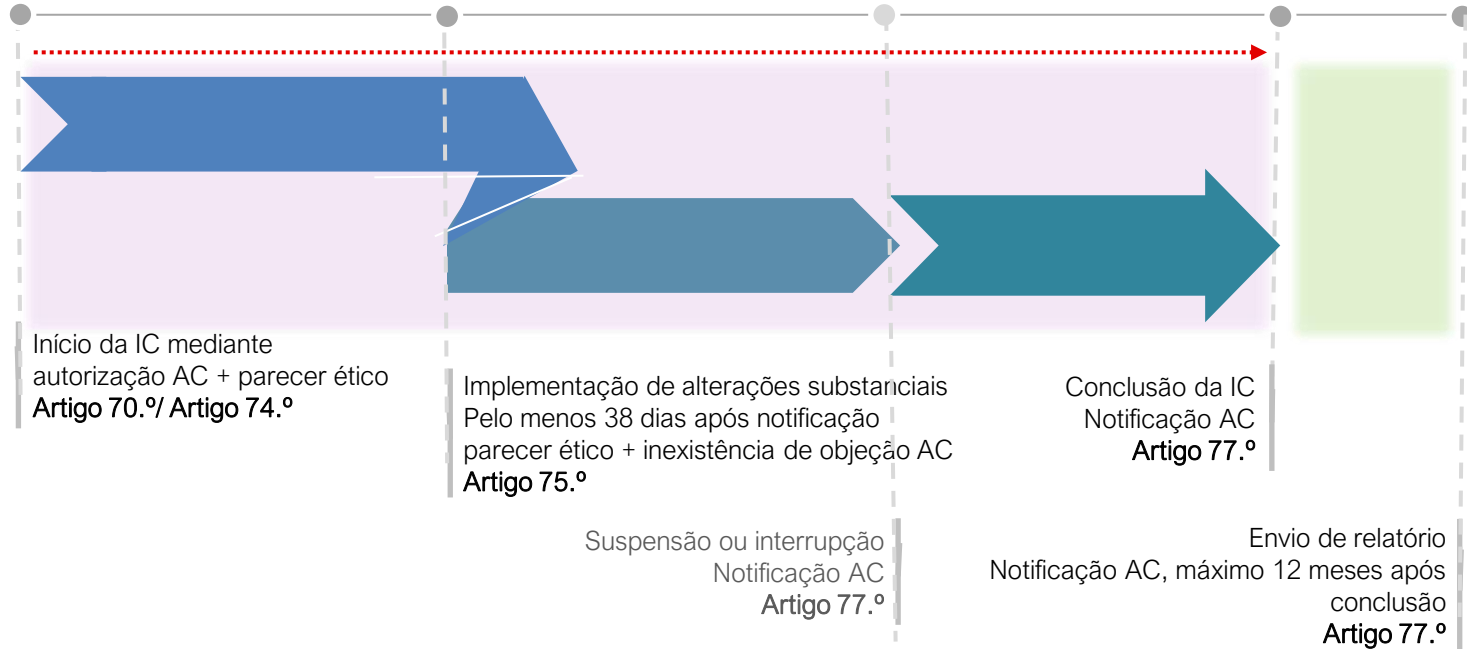 Início da IC mediante
autorização AC + parecer ético
Artigo 70.º/ Artigo 74.º
Implementação de alterações substanciais
Pelo menos 38 dias após notificação
parecer ético + inexistência de objeção AC
Artigo 75.º
Suspensão ou interrupção
Notificação AC
Artigo 77.º
Conclusão da IC
Notificação AC
Artigo 77.º
Envio de relatório
Notificação AC, máximo 12 meses após
conclusão
Artigo 77.º